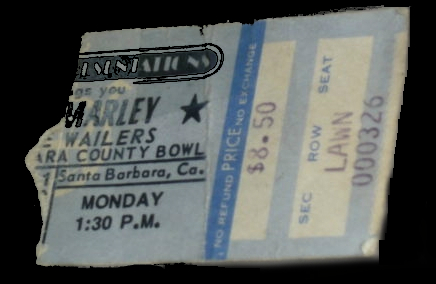 ESENTATIONS
gs you
MARLEY ★
WAILERS
ARA COUNTY BOWL
Santa Barbara, Ca.
MONDAY
1:30 P.M.
NO REFUND PRICE NO EXCHANGE
$8.50
SEC ROW SEAT
LAWN 000326